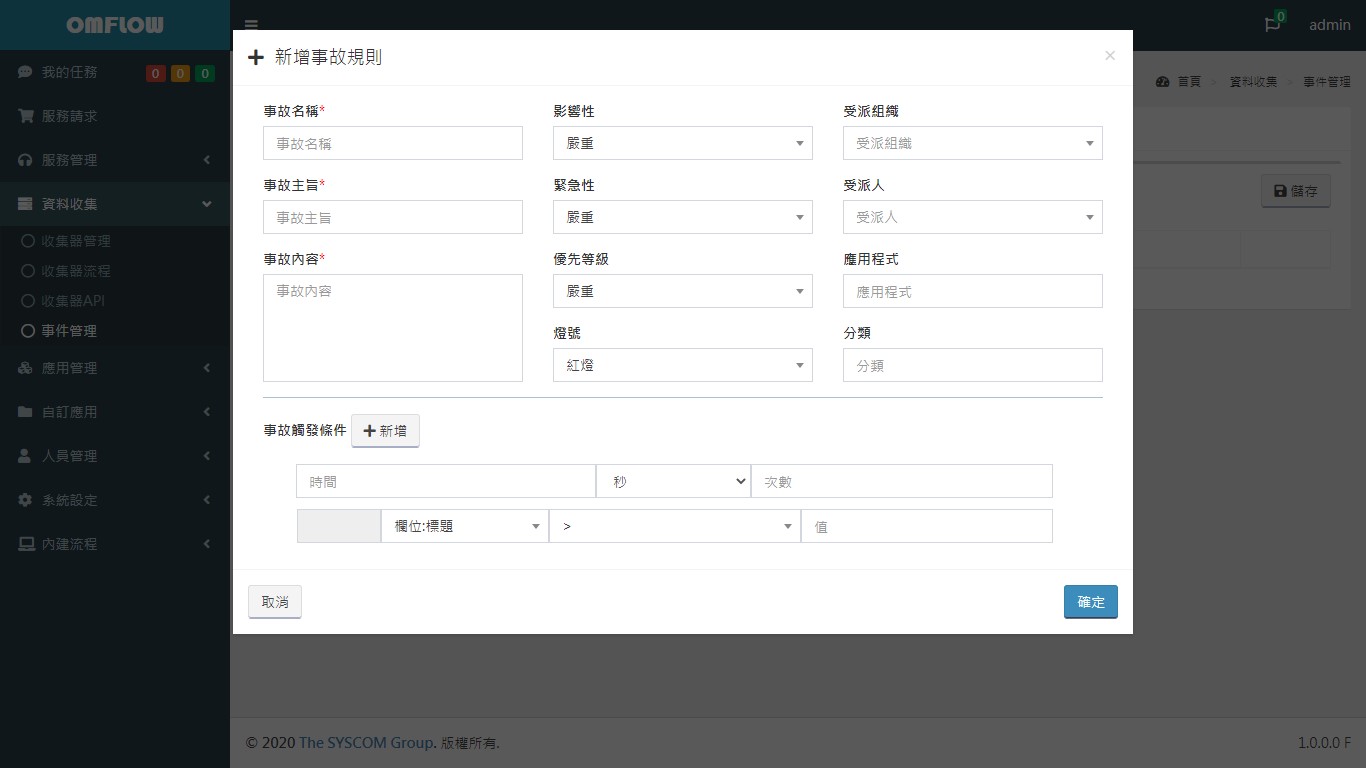 OMFLOW
0
admin
我的任務 0 0 0
服務請求
服務管理
資料收集
收集器管理
收集器流程
收集器API
事件管理
應用管理
自訂應用
人員管理
系統設定
內建流程
首頁 > 資料收集 > 事件管理
儲存
新增事故規則 ×
事故名稱* 影響性 受派組織
事故名稱 嚴重 受派組織
事故主旨* 緊急性 受派人
事故主旨 嚴重 受派人
事故內容* 優先等級 應用程式
事故內容 嚴重 應用程式
燈號 分類
紅燈 分類
事故觸發條件 新增
時間 秒 次數
欄位:標題 > 值
取消 確定
© 2020 The SYSCOM Group. 版權所有. 1.0.0.0 F